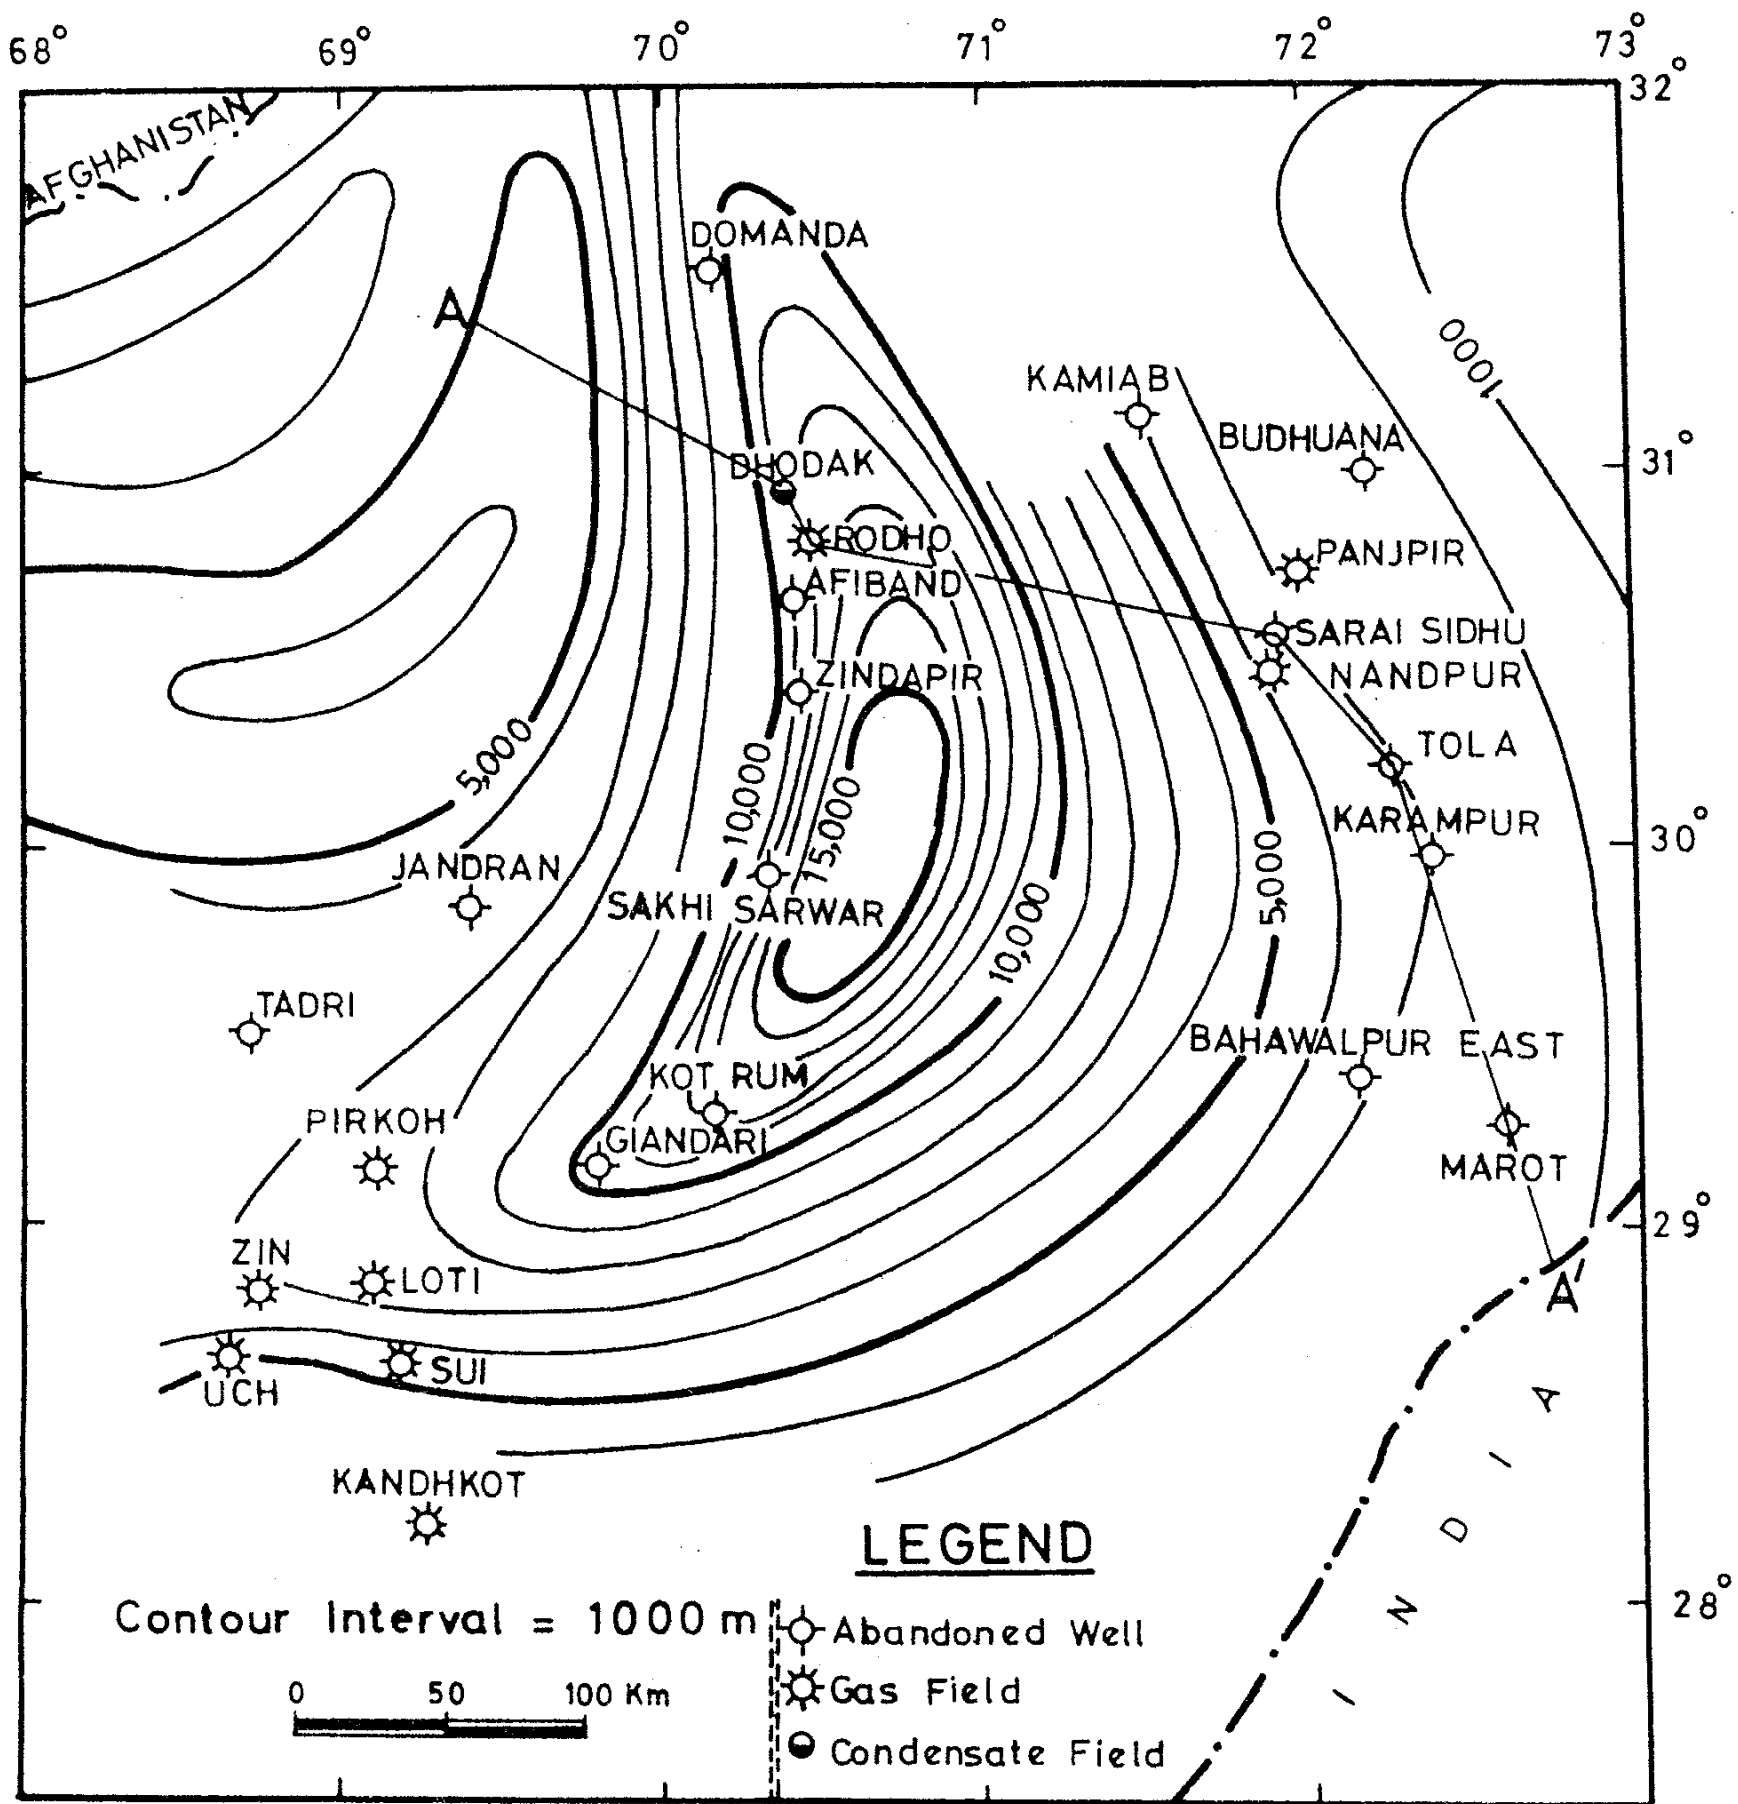 68° 69° 70° 71° 72° 73°
32°
AFGHANISTAN
DOMANDA
A
1000
KAMIAB
BUDHUANA
31°
DHODAK
RODHO
PANJPIR
AFIBAND
SARAI SIDHU
ZINDAPIR
NANDPUR
5,000
10,000
15,000
TOLA
KARAMPUR
30°
JANDRAN
5,000
SAKHI SARWAR
10,000
TADRI
BAHAWALPUR EAST
KOT RUM
PIRKOH
GIANDARI
MAROT
29°
ZIN
LOTI
A'
SUI
UCH
KANDHKOT
INDIA
LEGEND
28°
Contour Interval = 1000 m
Abandoned Well
Gas Field
0 50 100 Km
Condensate Field